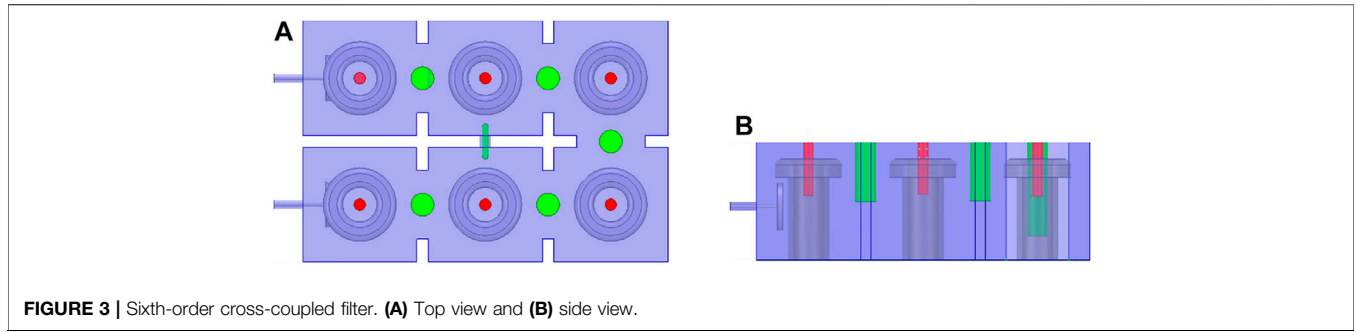 A
B
FIGURE 3 | Sixth-order cross-coupled filter. (A) Top view and (B) side view.